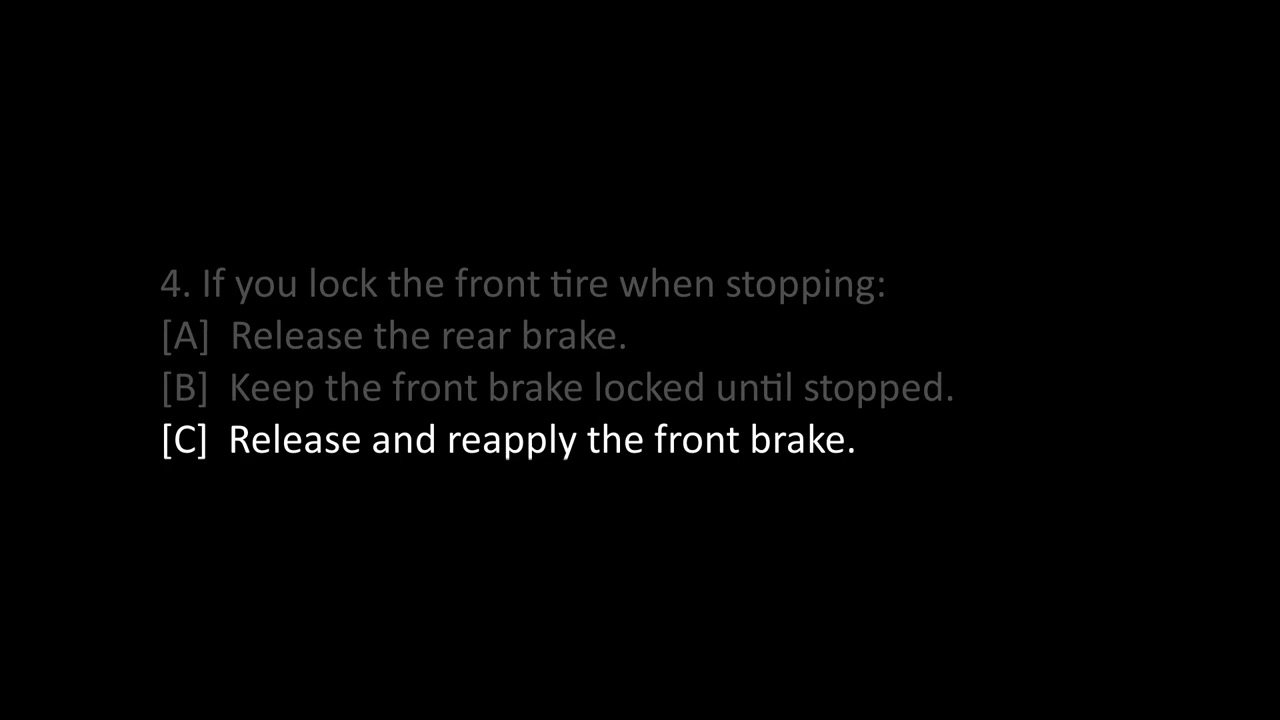 4. If you lock the front tire when stopping:
[A] Release the rear brake.
[B] Keep the front brake locked until stopped.
[C] Release and reapply the front brake.